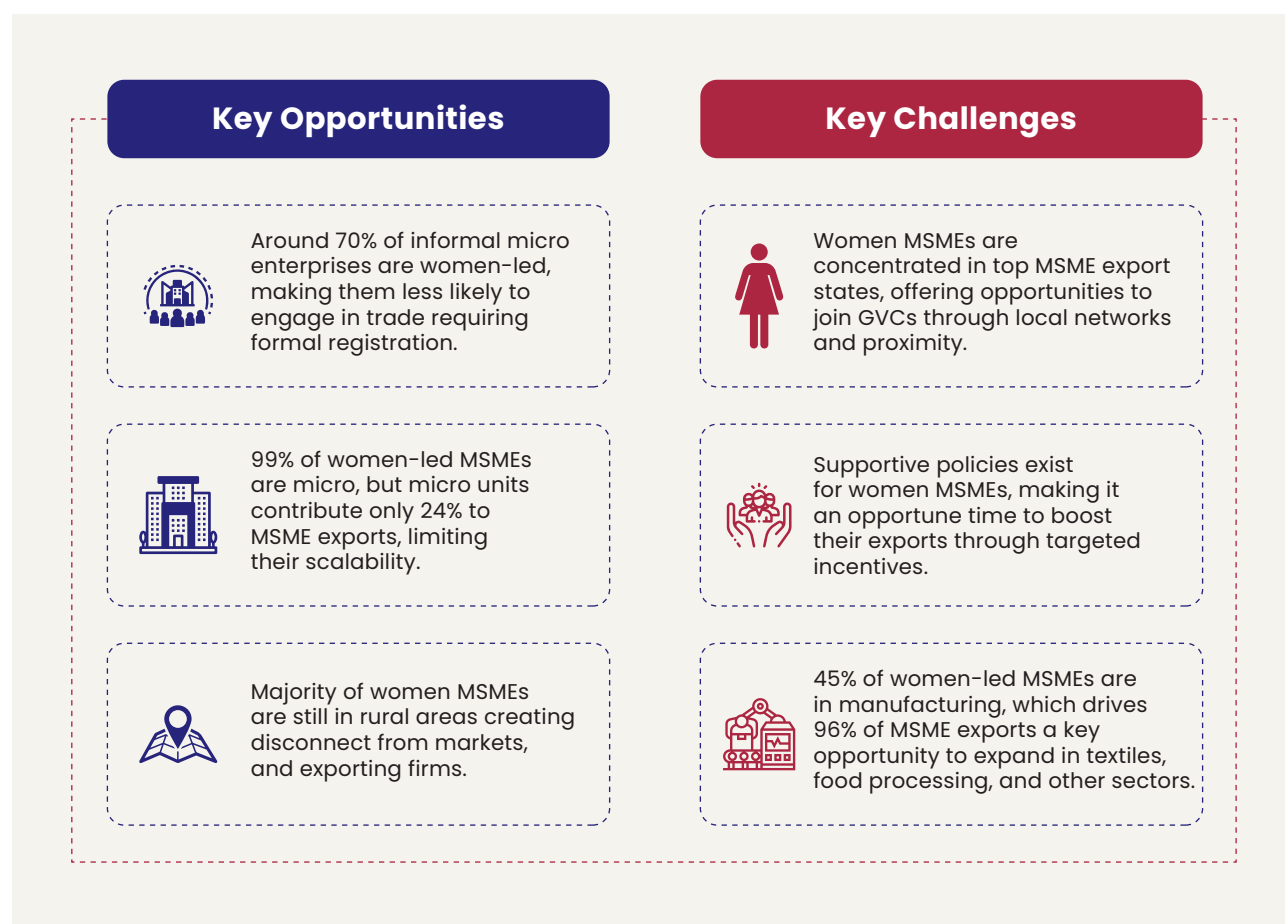 Key Opportunities
Around 70% of informal micro
enterprises are women-led,
making them less likely to
engage in trade requiring
formal registration.
99% of women-led MSMEs
are micro, but micro units
contribute only 24% to
MSME exports, limiting
their scalability.
Majority of women MSMEs
are still in rural areas creating
disconnect from markets,
and exporting firms.
Key Challenges
Women MSMEs are
concentrated in top MSME export
states, offering opportunities to
join GVCs through local networks
and proximity.
Supportive policies exist
for women MSMEs, making it
an opportune time to boost
their exports through targeted
incentives.
45% of women-led MSMEs are
in manufacturing, which drives
96% of MSME exports a key
opportunity to expand in textiles,
food processing, and other sectors.